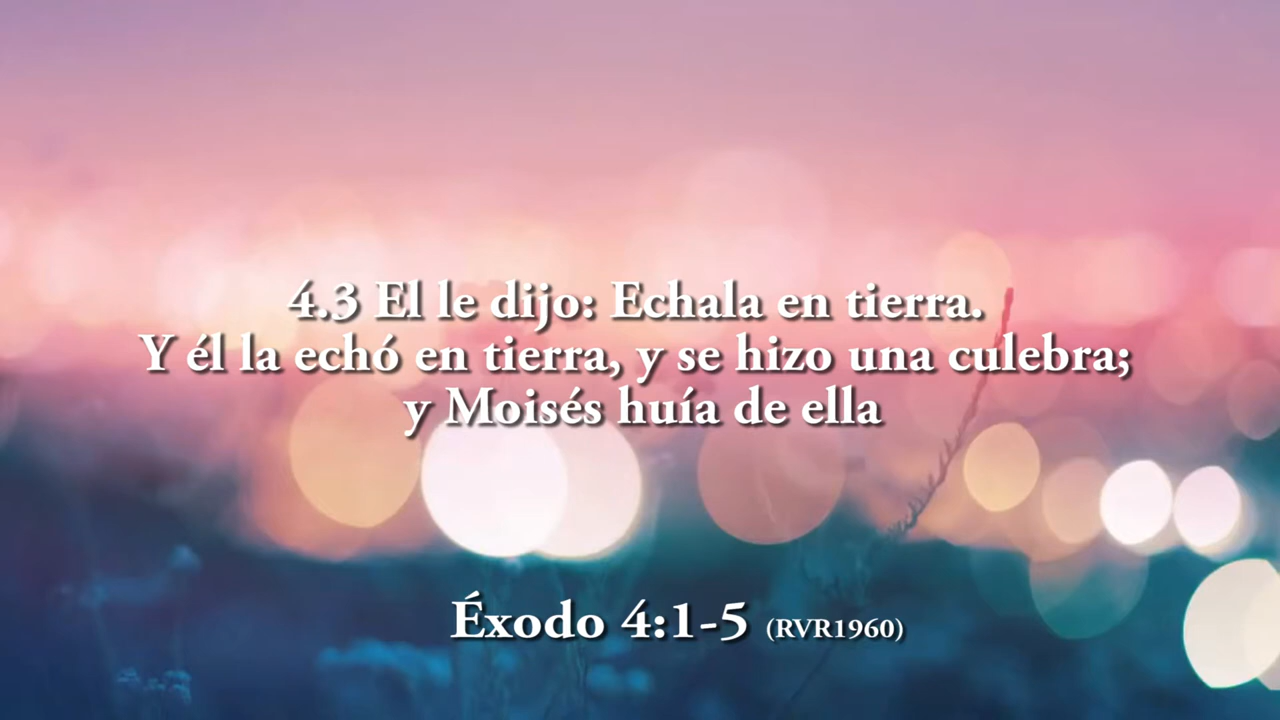 4.3 El le dijo: Echala en tierra.
Y él la echó en tierra, y se hizo una culebra;
y Moisés huía de ella
Éxodo 4:1-5 (RVR1960)